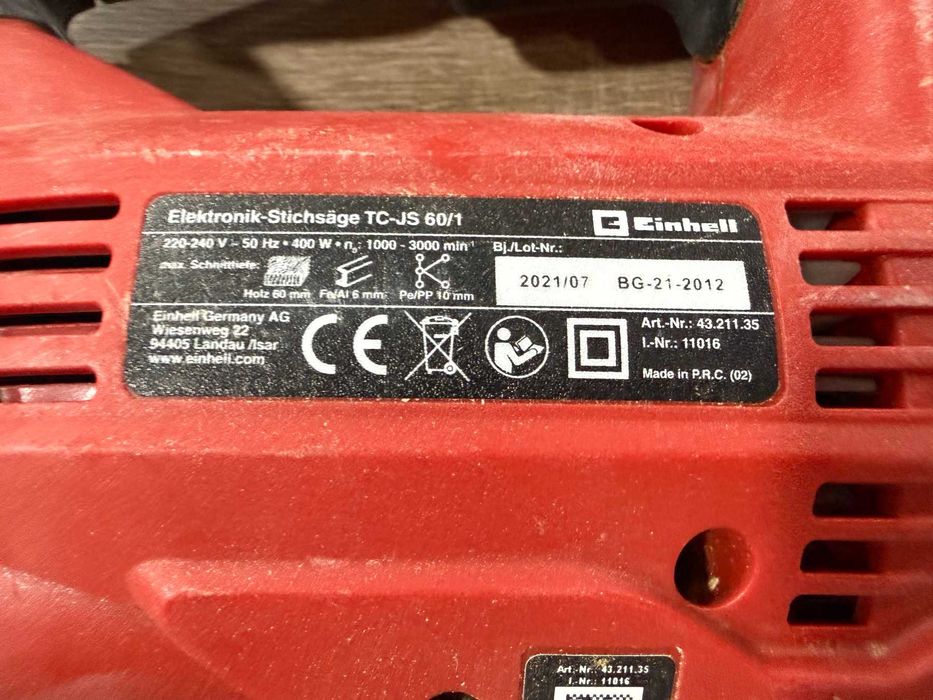 Elektronik-Stichsäge TC-JS 60/1
Einhell
220-240 V ~ 50 Hz • 400 W • n₀: 1000 - 3000 min⁻¹
max. Schnitttiefe:
Holz 60 mm Fe/Al 6 mm Pe/PP 10 mm
Bj./Lot-Nr.:
2021/07 BG-21-2012
Einhell Germany AG
Wiesenweg 22
94405 Landau /Isar
www.einhell.com
CE
Art.-Nr.: 43.211.35
I.-Nr.: 11016
Made in P.R.C. (02)
Art.-Nr.: 43.211.35
I.-Nr.: 11016